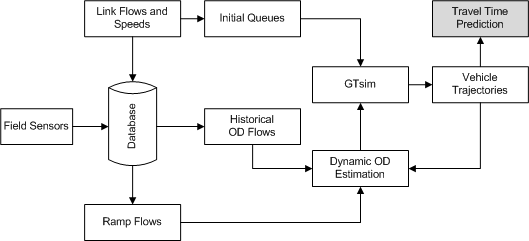 Link Flows and
Speeds
Initial Queues
Travel Time
Prediction
GTsim
Vehicle
Trajectories
Field Sensors
Database
Historical
OD Flows
Dynamic OD
Estimation
Ramp Flows